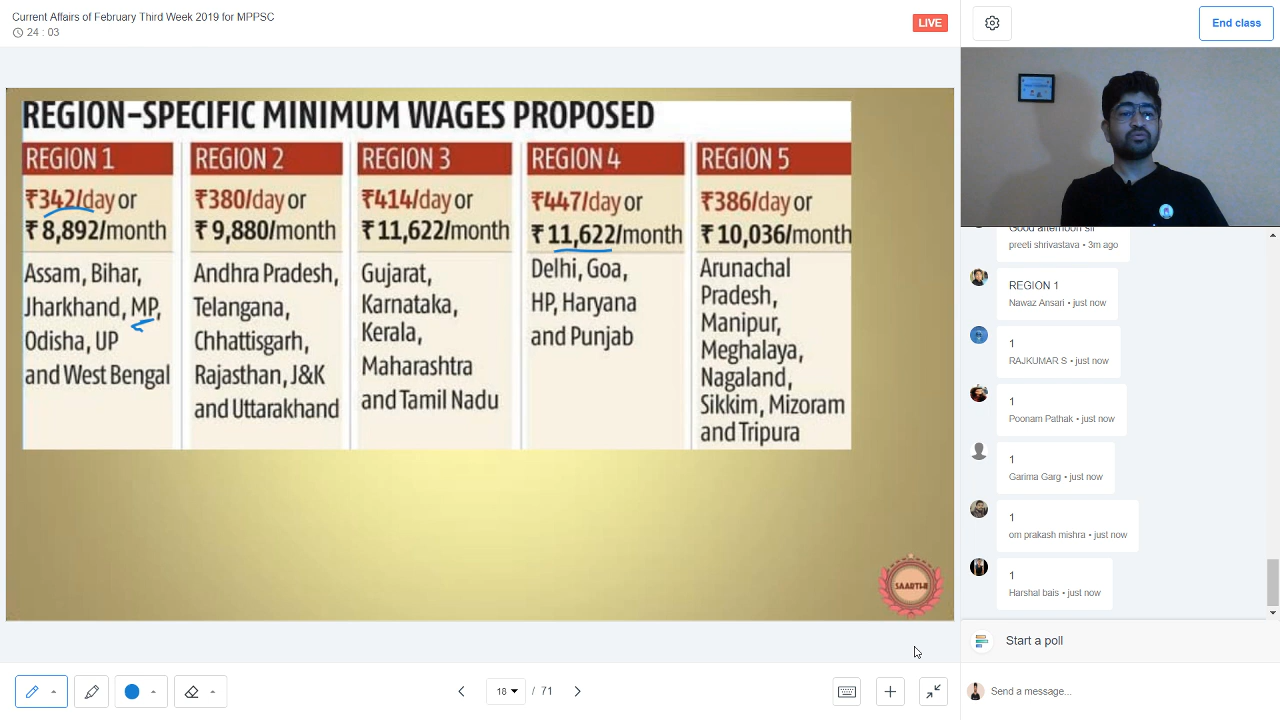 Current Affairs of February Third Week 2019 for MPPSC
24 : 03
LIVE
End class
REGION-SPECIFIC MINIMUM WAGES PROPOSED
REGION 1
₹342/day or
₹ 8,892/month
Assam, Bihar,
Jharkhand, MP,
Odisha, UP
and West Bengal
REGION 2
₹380/day or
₹ 9,880/month
Andhra Pradesh,
Telangana,
Chhattisgarh,
Rajasthan, J&K
and Uttarakhand
REGION 3
₹414/day or
₹ 11,622/month
Gujarat,
Karnataka,
Kerala,
Maharashtra
and Tamil Nadu
REGION 4
₹447/day or
₹ 11,622/month
Delhi, Goa,
HP, Haryana
and Punjab
REGION 5
₹386/day or
₹ 10,036/month
Arunachal
Pradesh,
Manipur,
Meghalaya,
Nagaland,
Sikkim, Mizoram
and Tripura
SAARTHI
18 / 71
Good afternoon sir
preeti shrivastava • 3m ago
REGION 1
Nawaz Ansari • just now
1
RAJKUMAR S • just now
1
Poonam Pathak • just now
1
Garima Garg • just now
1
om prakash mishra • just now
1
Harshal bais • just now
Start a poll
Send a message...